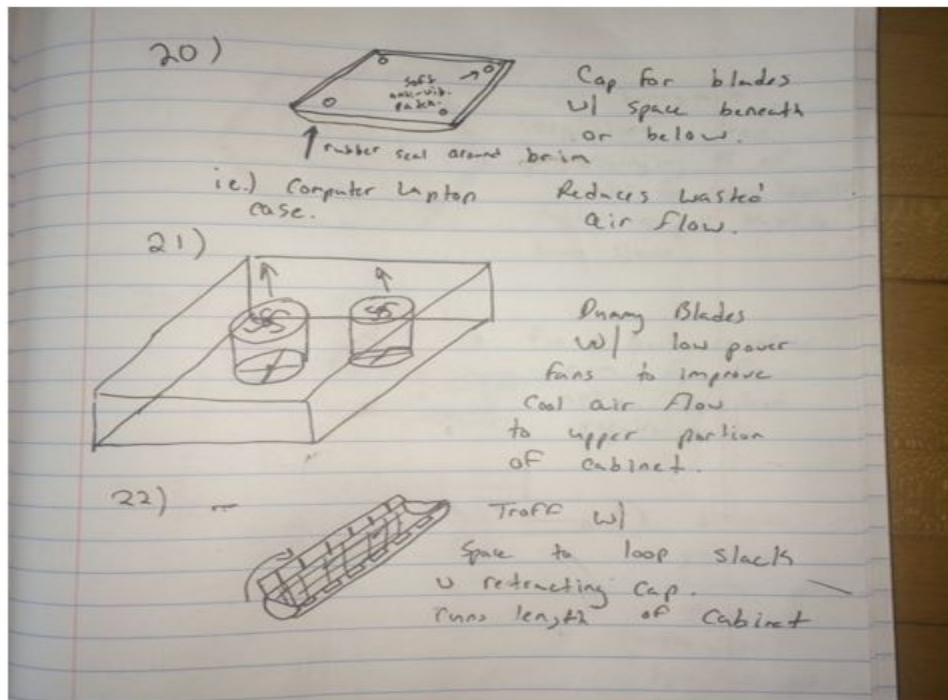 20)
soft
anti-vib.
patch.
Cap for blades
w/ space beneath
or below.
rubber seal around brim
ie.) Computer Laptop
case.
Reduces wasted
air flow.
21)
Dummy Blades
w/ low power
fans to improve
Cool air flow
to upper portion
of cabinet.
22)
Troff w/
Space to loop slack
w retracting cap.
runs length of cabinet